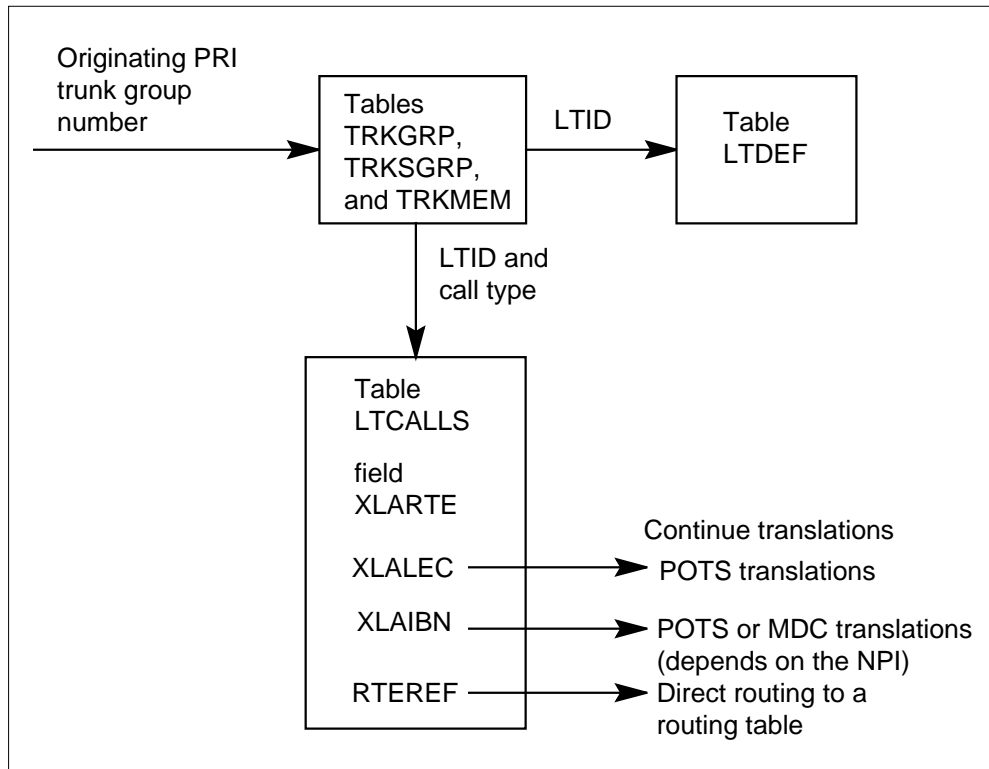 Originating PRI
trunk group
number
Tables
TRKGRP,
TRKSGRP,
and TRKMEM
LTID
Table
LTDEF
LTID and
call type
Table
LTCALLS
field
XLARTE
Continue translations
XLALEC
POTS translations
XLAIBN
POTS or MDC translations
(depends on the NPI)
RTEREF
Direct routing to a
routing table